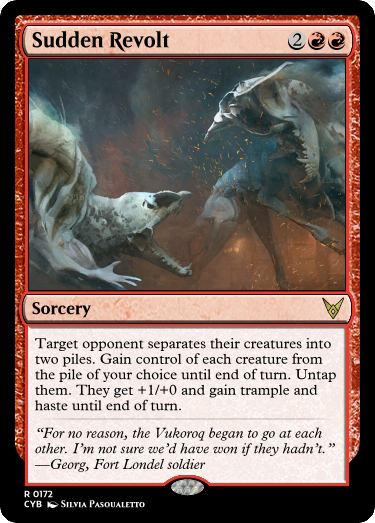 Sudden Revolt 2
Sorcery
Target opponent separates their creatures into
two piles. Gain control of each creature from
the pile of your choice until end of turn. Untap
them. They get +1/+0 and gain trample and
haste until end of turn.
“For no reason, the Vukoroq began to go at each
other. I’m not sure we’d have won if they hadn’t.”
—Georg, Fort Londel soldier
R 0172
CYB Silvia Pasqualetto